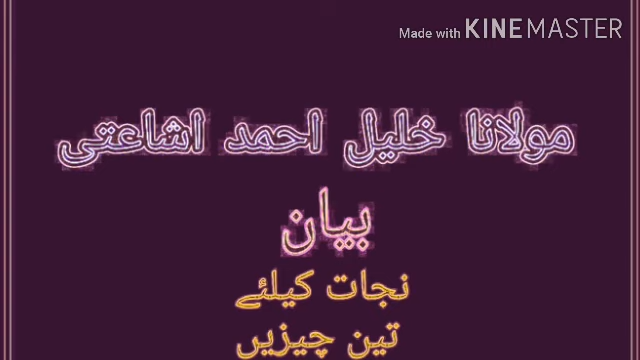 Made with KINEMASTER
مولانا خلیل احمد اشاعتی
بیان
نجات کیلئے
تین چیزیں